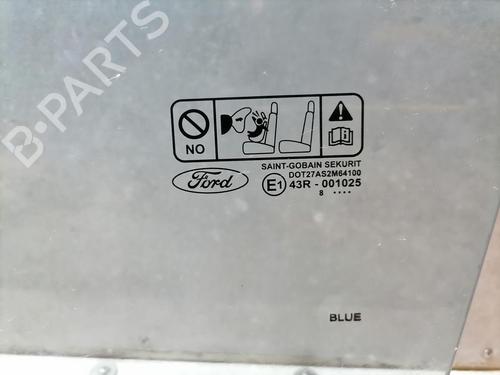 B-PARTS
NO
SAINT-GOBAIN SEKURIT
DOT27AS2M64100
Ford
E1 43R - 001025
8 ••••
BLUE